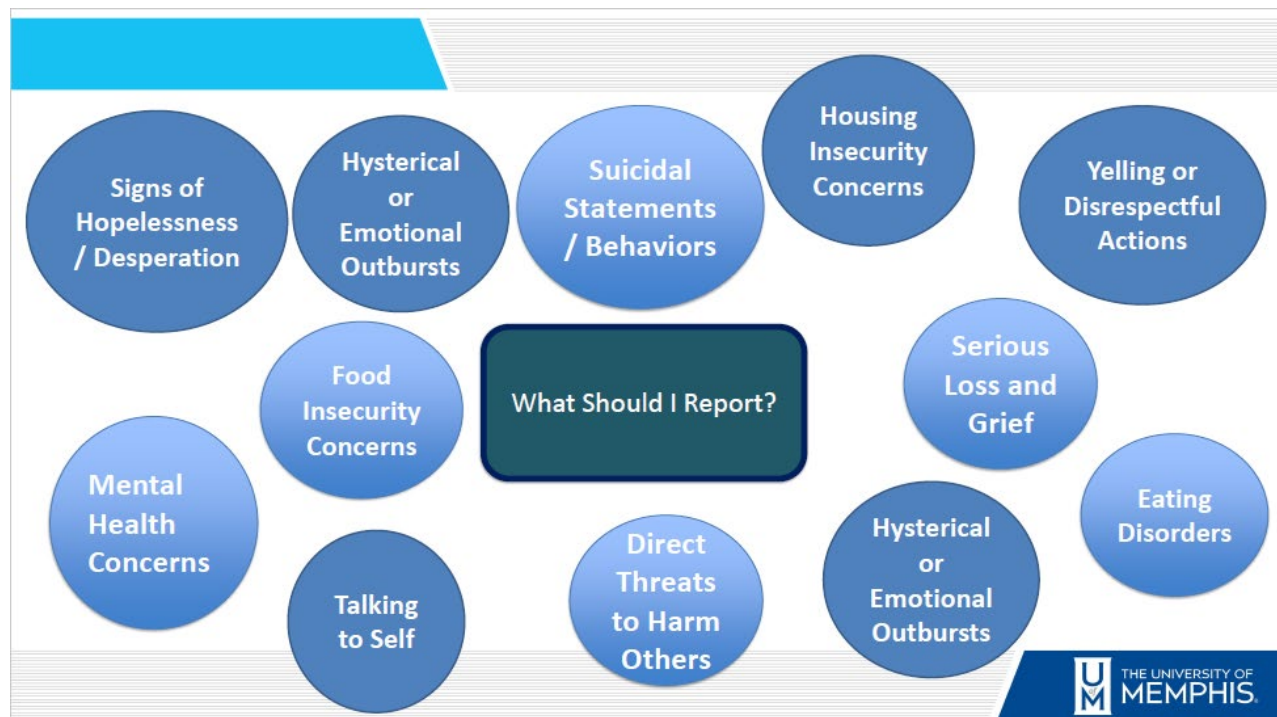 Signs of
Hopelessness
/ Desperation
Hysterical
or
Emotional
Outbursts
Suicidal
Statements
/ Behaviors
Housing
Insecurity
Concerns
Yelling or
Disrespectful
Actions
Food
Insecurity
Concerns
What Should I Report?
Serious
Loss and
Grief
Mental
Health
Concerns
Talking
to Self
Direct
Threats
to Harm
Others
Hysterical
or
Emotional
Outbursts
Eating
Disorders
UM
THE UNIVERSITY OF
MEMPHIS.